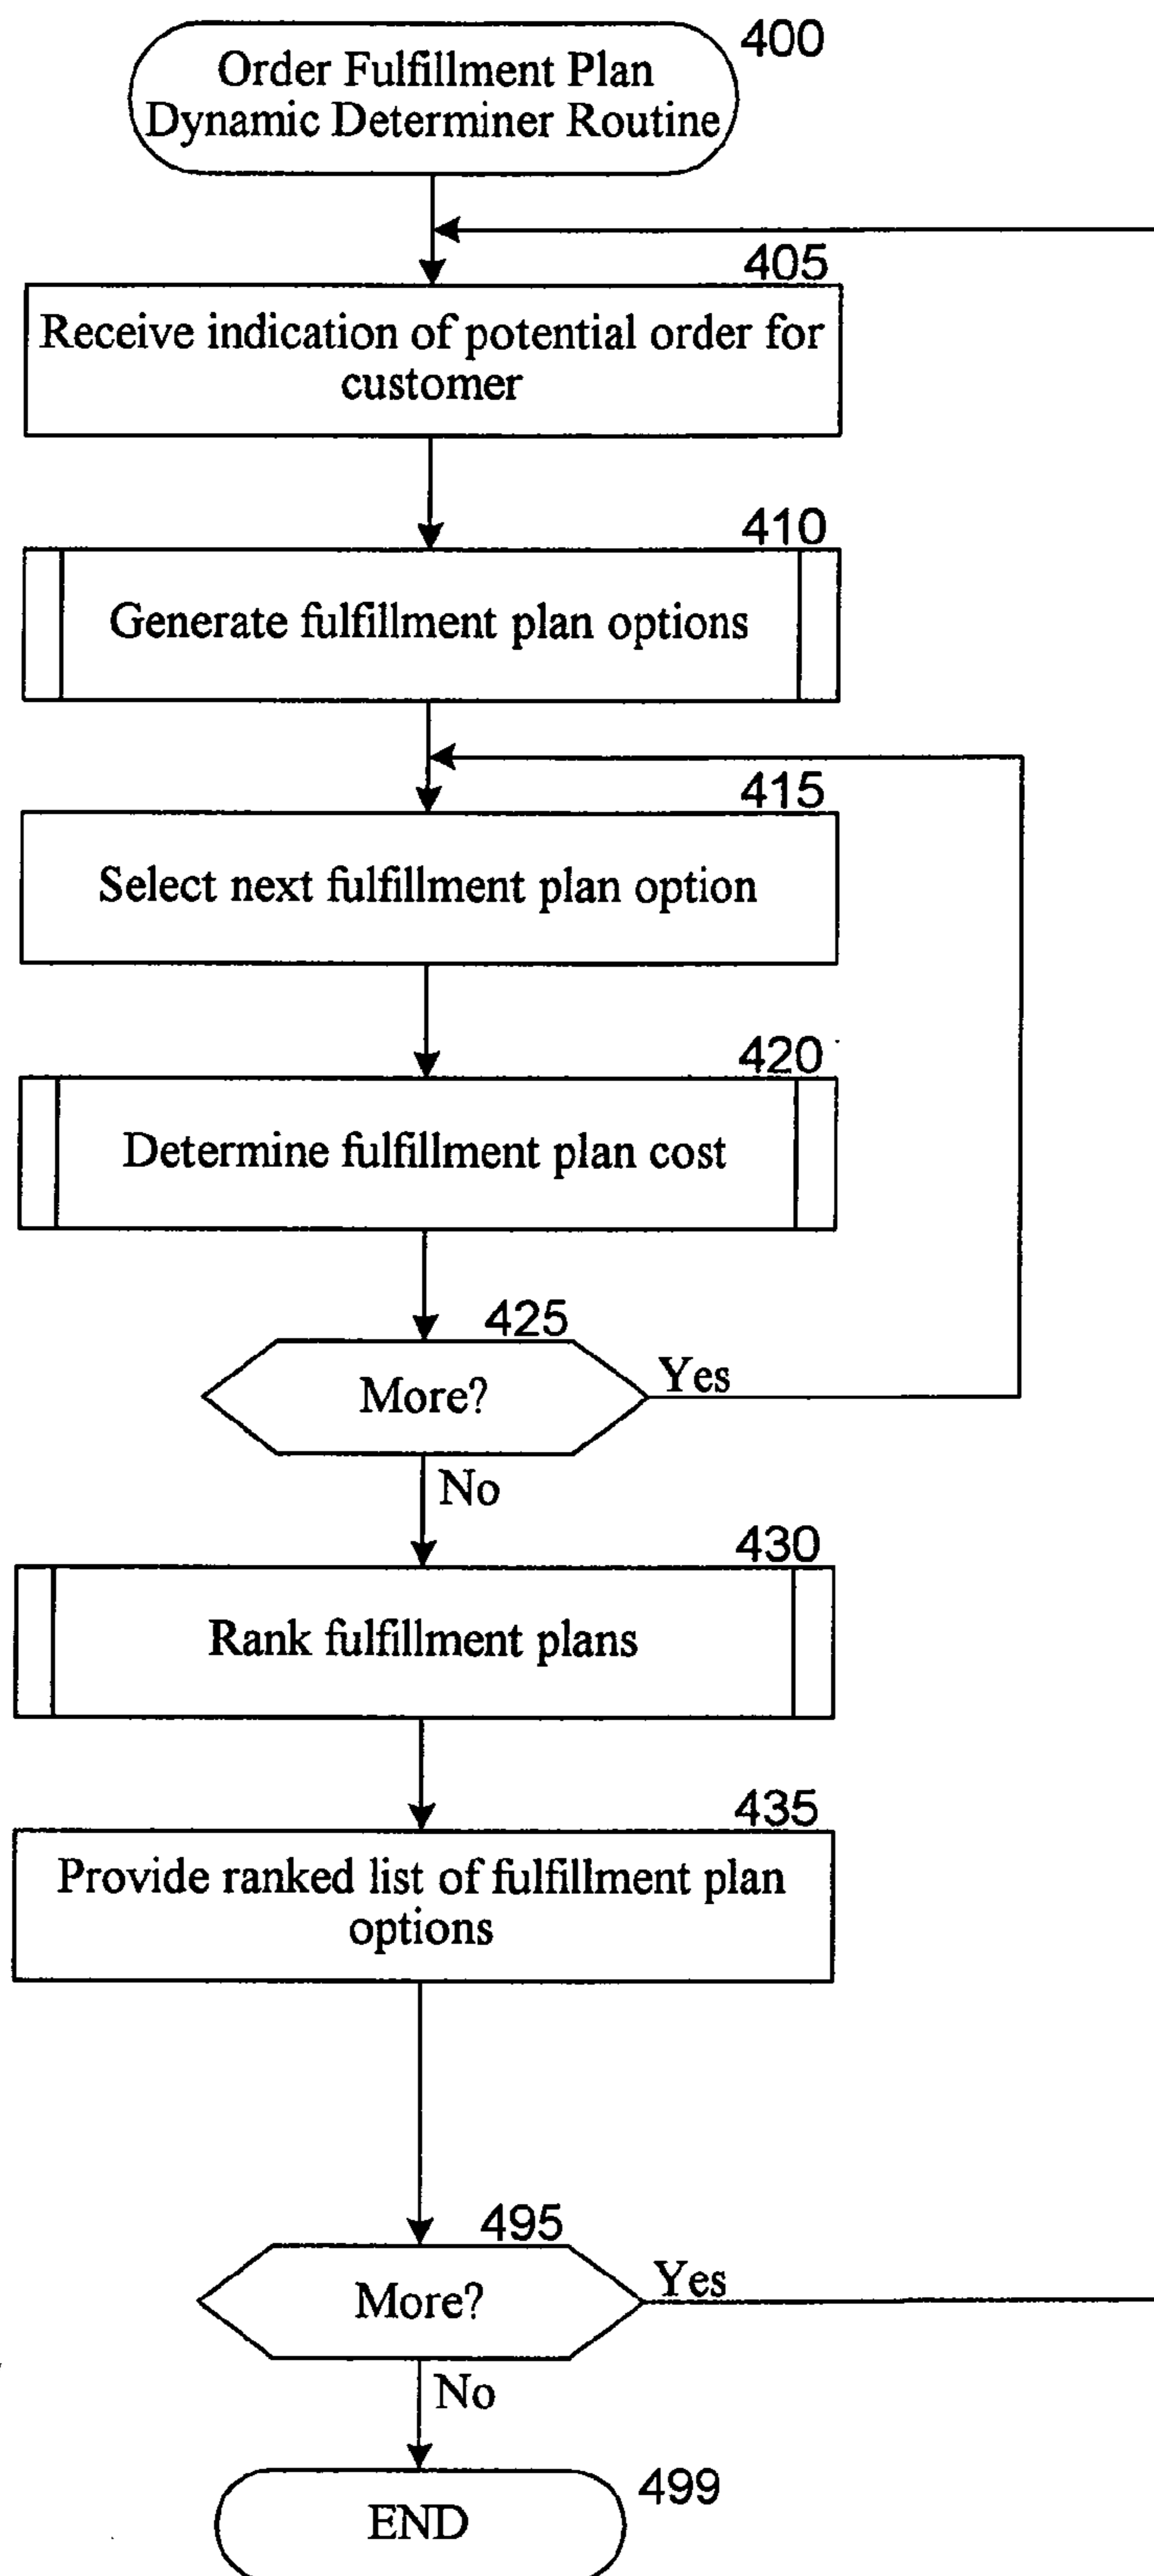 400
Order Fulfillment Plan
Dynamic Determiner Routine
405
Receive indication of potential order for
customer
410
Generate fulfillment plan options
415
Select next fulfillment plan option
420
Determine fulfillment plan cost
425
More?
Yes
No
430
Rank fulfillment plans
435
Provide ranked list of fulfillment plan
options
495
More?
Yes
No
499
END